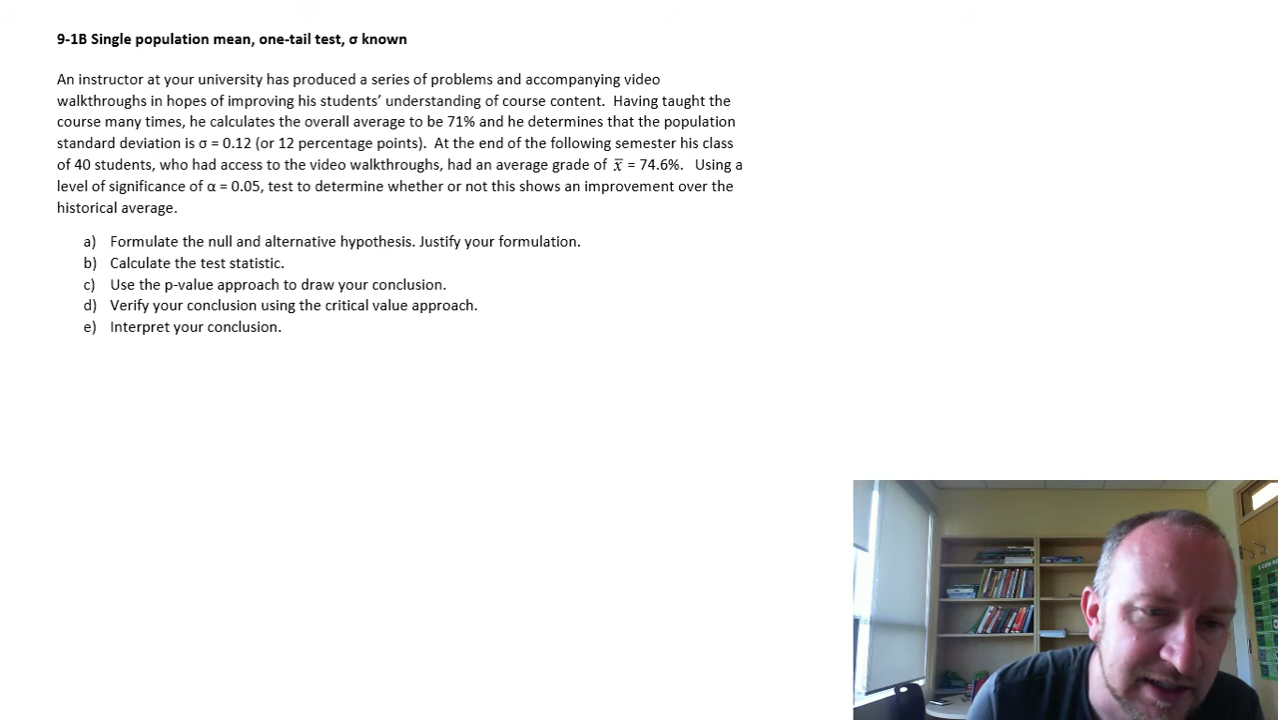 9-1B Single population mean, one-tail test, σ known
An instructor at your university has produced a series of problems and accompanying video
walkthroughs in hopes of improving his students’ understanding of course content.  Having taught the
course many times, he calculates the overall average to be 71% and he determines that the population
standard deviation is σ = 0.12 (or 12 percentage points).  At the end of the following semester his class
of 40 students, who had access to the video walkthroughs, had an average grade of x̅ = 74.6%.   Using a
level of significance of α = 0.05, test to determine whether or not this shows an improvement over the
historical average.
a) Formulate the null and alternative hypothesis. Justify your formulation.
b) Calculate the test statistic.
c) Use the p-value approach to draw your conclusion.
d) Verify your conclusion using the critical value approach.
e) Interpret your conclusion.